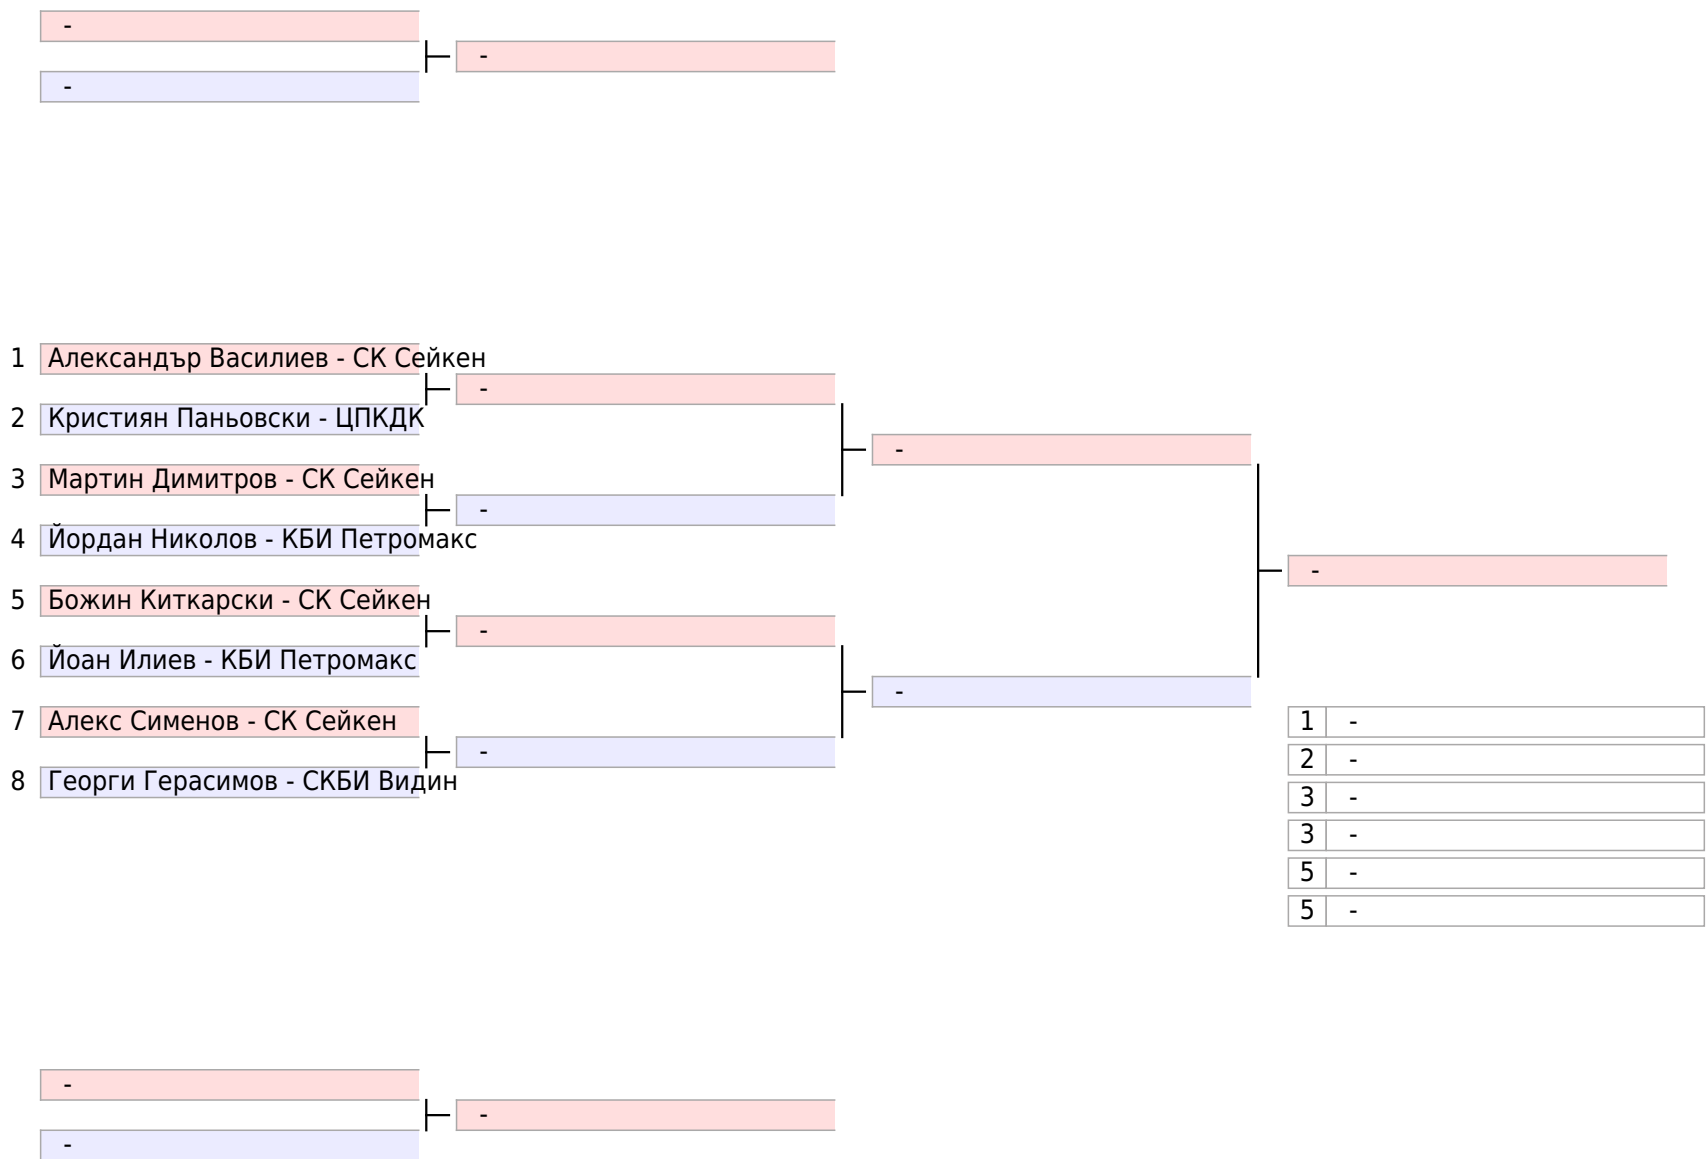 -
-
-
1 Александър Василиев - СК Сейкен
-
2 Кристиян Паньовски - ЦПКДК
-
3 Мартин Димитров - СК Сейкен
-
4 Йордан Николов - КБИ Петромакс
-
5 Божин Киткарски - СК Сейкен
-
6 Йоан Илиев - КБИ Петромакс
-
7 Алекс Сименов - СК Сейкен
-
8 Георги Герасимов - СКБИ Видин
1 -
2 -
3 -
3 -
5 -
5 -
-
-
-